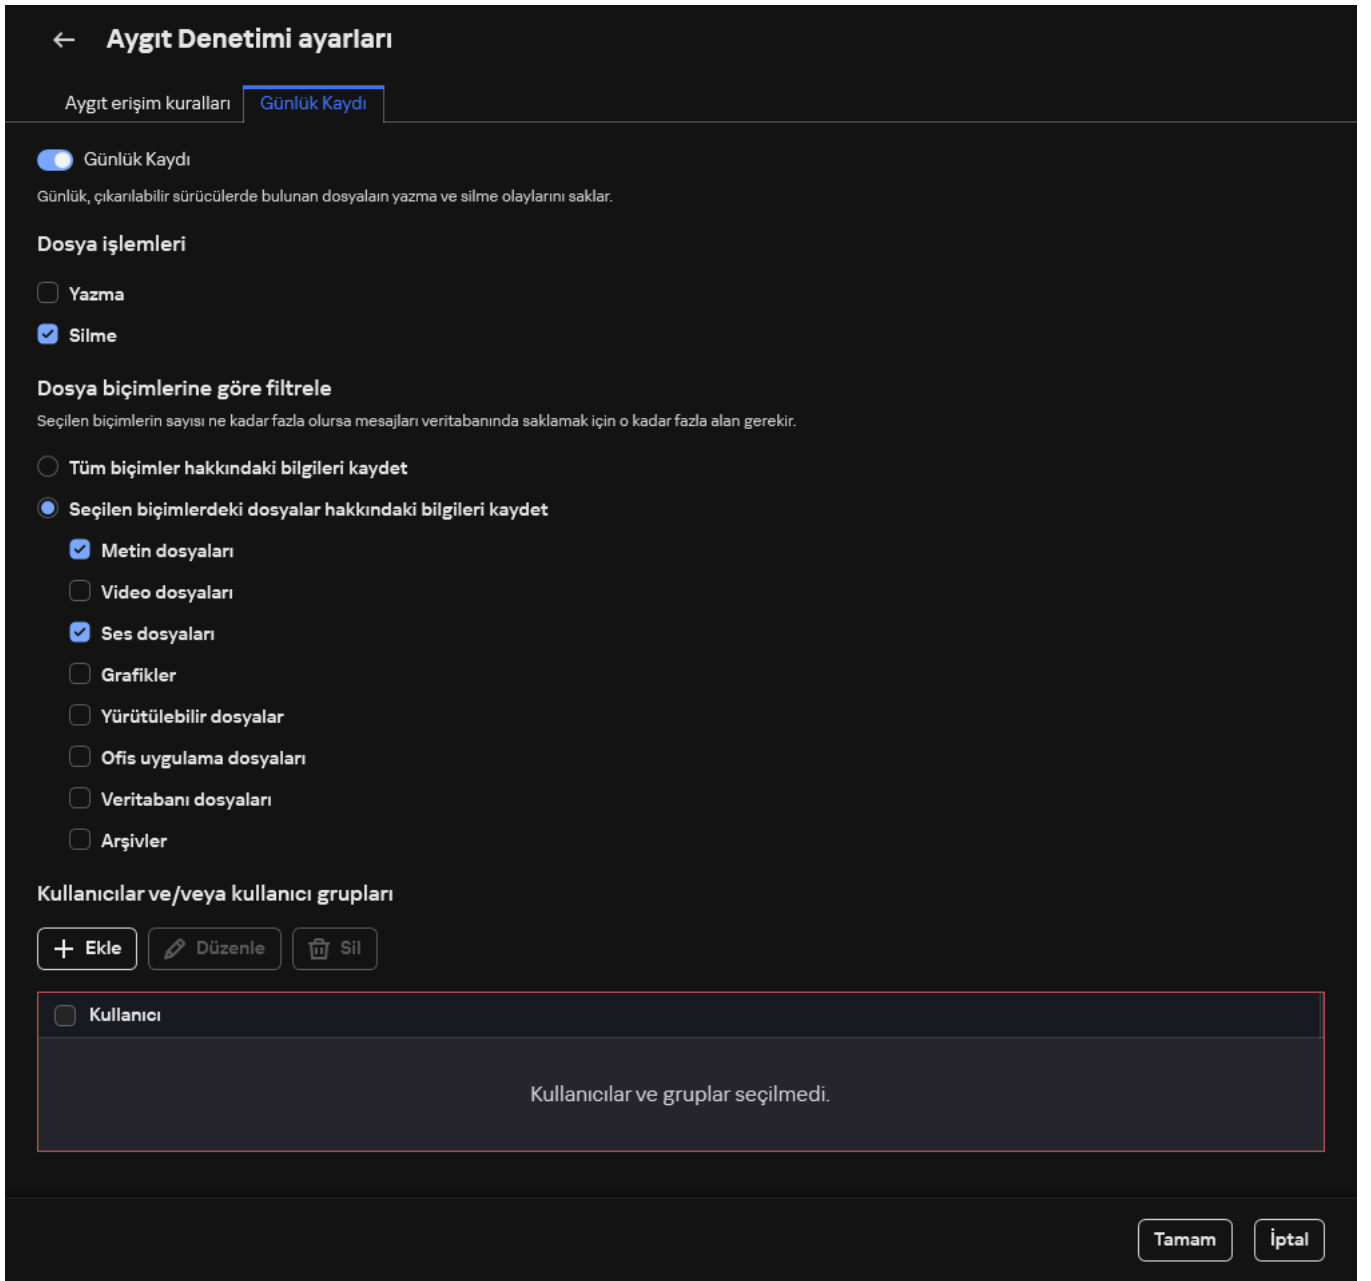 Aygıt Denetimi ayarları
Aygıt erişim kuralları
Günlük Kaydı
Günlük Kaydı
Günlük, çıkarılabilir sürücülerde bulunan dosyalaın yazma ve silme olaylarını saklar.
Dosya işlemleri
Yazma
Silme
Dosya biçimlerine göre filtrele
Seçilen biçimlerin sayısı ne kadar fazla olursa mesajları veritabanında saklamak için o kadar fazla alan gerekir.
Tüm biçimler hakkındaki bilgileri kaydet
Seçilen biçimlerdeki dosyalar hakkındaki bilgileri kaydet
Metin dosyaları
Video dosyaları
Ses dosyaları
Grafikler
Yürütülebilir dosyalar
Ofis uygulama dosyaları
Veritabanı dosyaları
Arşivler
Kullanıcılar ve/veya kullanıcı grupları
Ekle
Düzenle
Sil
Kullanıcı
Kullanıcılar ve gruplar seçilmedi.
Tamam
İptal